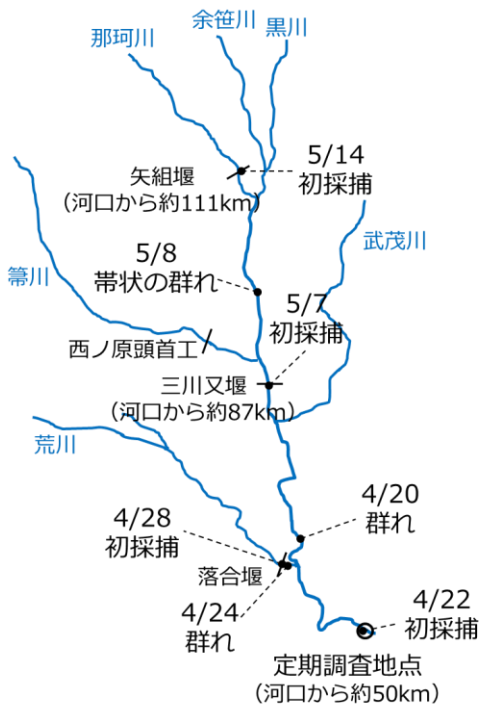 余笹川
黒川
那珂川
5/14
初採捕
矢組堰
(河口から約111km)
武茂川
5/8
帯状の群れ
箒川
5/7
初採捕
西ノ原頭首工
三川又堰
(河口から約87km)
荒川
4/20
群れ
4/28
初採捕
落合堰
4/24
群れ
4/22
初採捕
定期調査地点
(河口から約50km)